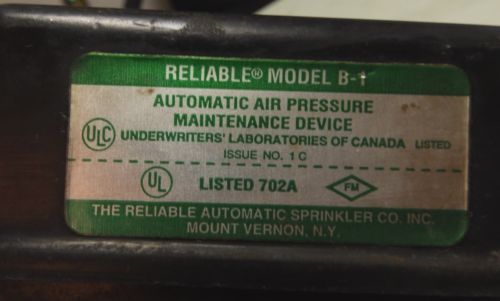 RELIABLE® MODEL B-1
AUTOMATIC AIR PRESSURE
MAINTENANCE DEVICE
ULC UNDERWRITERS' LABORATORIES OF CANADA LISTED
ISSUE NO. 1 C
UL LISTED 702A FM
THE RELIABLE AUTOMATIC SPRINKLER CO. INC.
MOUNT VERNON, N.Y.